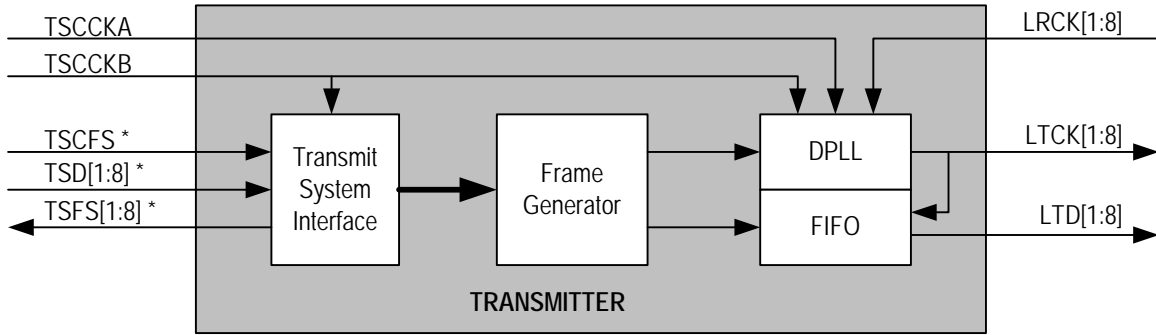 TSCCKA
LRCK[1:8]
TSCCKB
TSCFS *
TSD[1:8] *
TSFS[1:8] *
Transmit
System
Interface
Frame
Generator
DPLL
FIFO
LTCK[1:8]
LTD[1:8]
TRANSMITTER